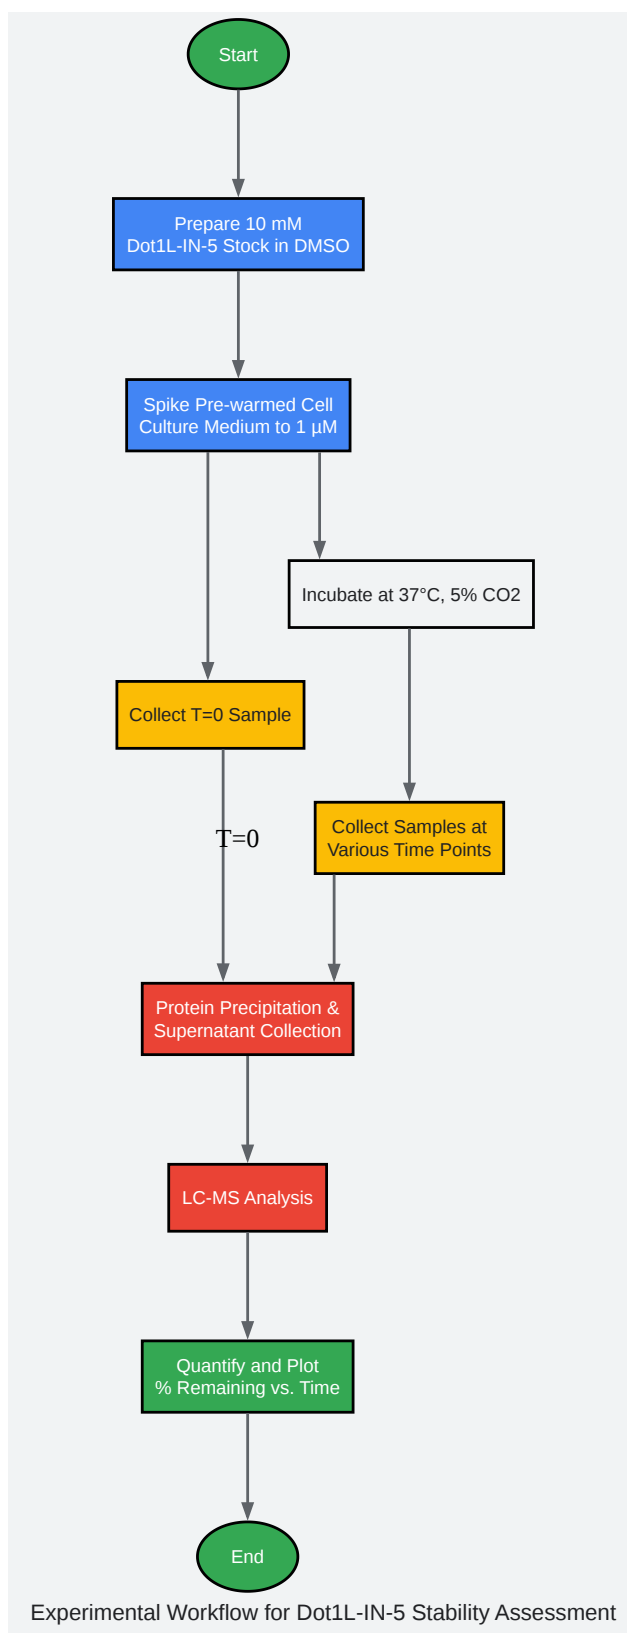 Start
Prepare 10 mM
Dot1L-IN-5 Stock in DMSO
Spike Pre-warmed Cell
Culture Medium to 1 µM
Incubate at 37°C, 5% CO2
Collect T=0 Sample
T=0
Collect Samples at
Various Time Points
Protein Precipitation &
Supernatant Collection
LC-MS Analysis
Quantify and Plot
% Remaining vs. Time
End
Experimental Workflow for Dot1L-IN-5 Stability Assessment